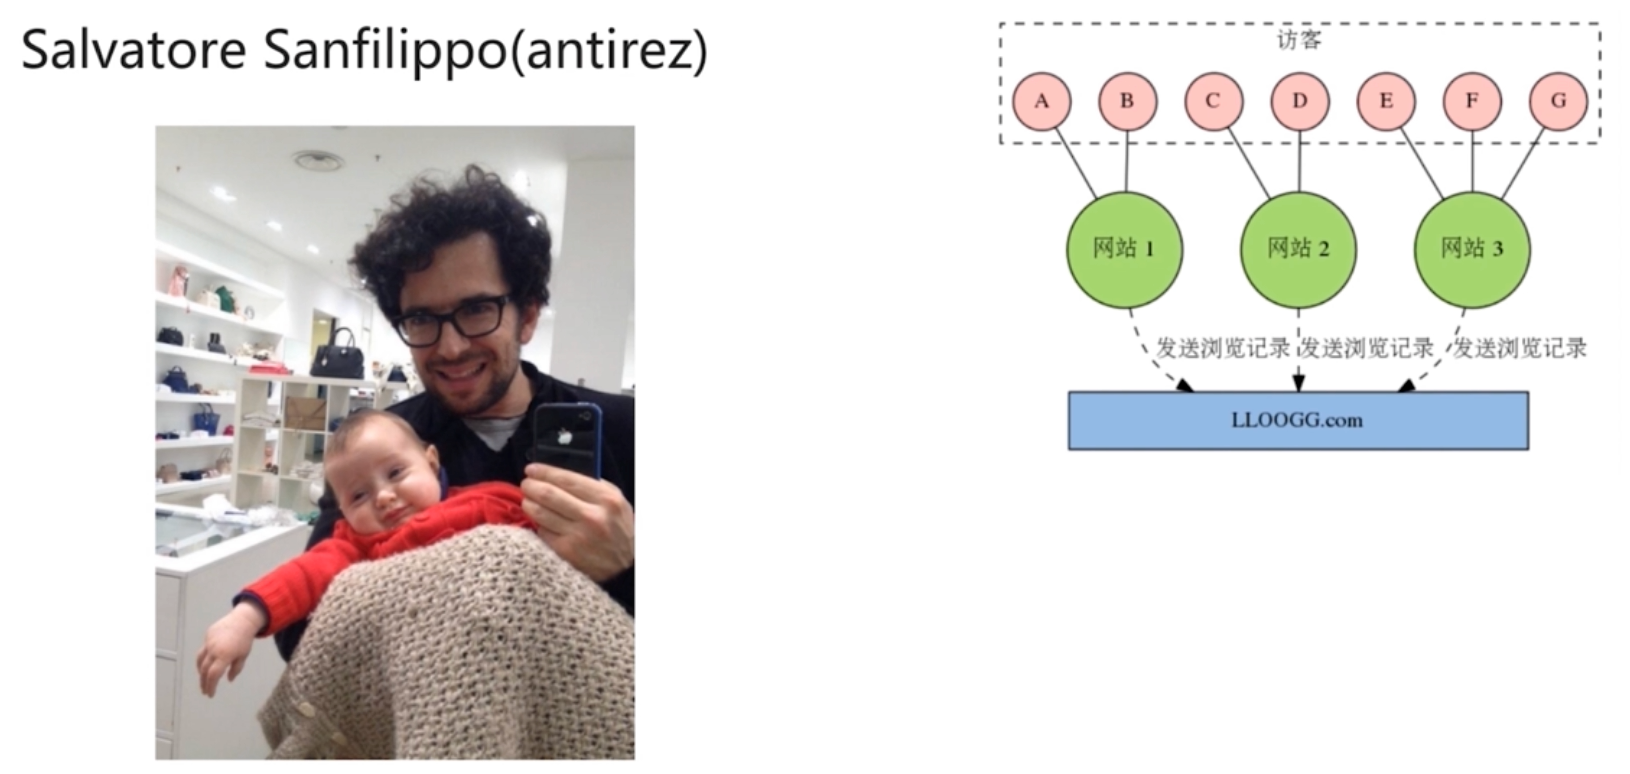 Salvatore Sanfilippo(antirez)
访客
A B C D E F G
网站 1 网站 2 网站 3
发送浏览记录 发送浏览记录 发送浏览记录
LLOOGG.com